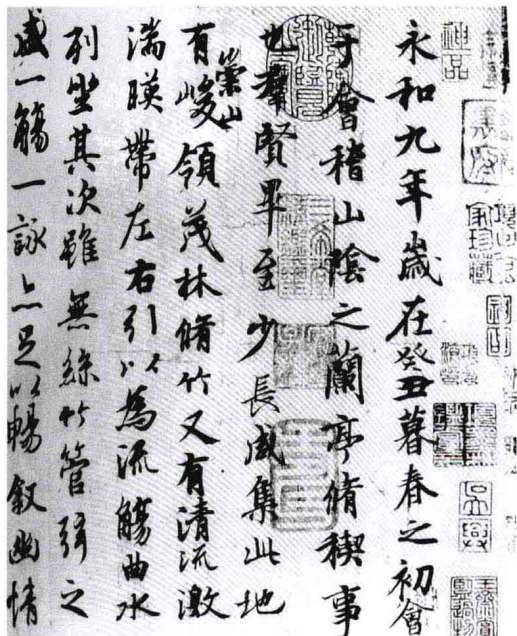 神品
永和九年歲在癸丑暮春之初會
于會稽山陰之蘭亭脩稧事
也羣賢畢至少長咸集此地
有崇山峻領茂林脩竹又有清流激
湍暎帶左右引以為流觴曲水
列坐其次雖無絲竹管弦之
盛一觴一詠亦足以暢敘幽情